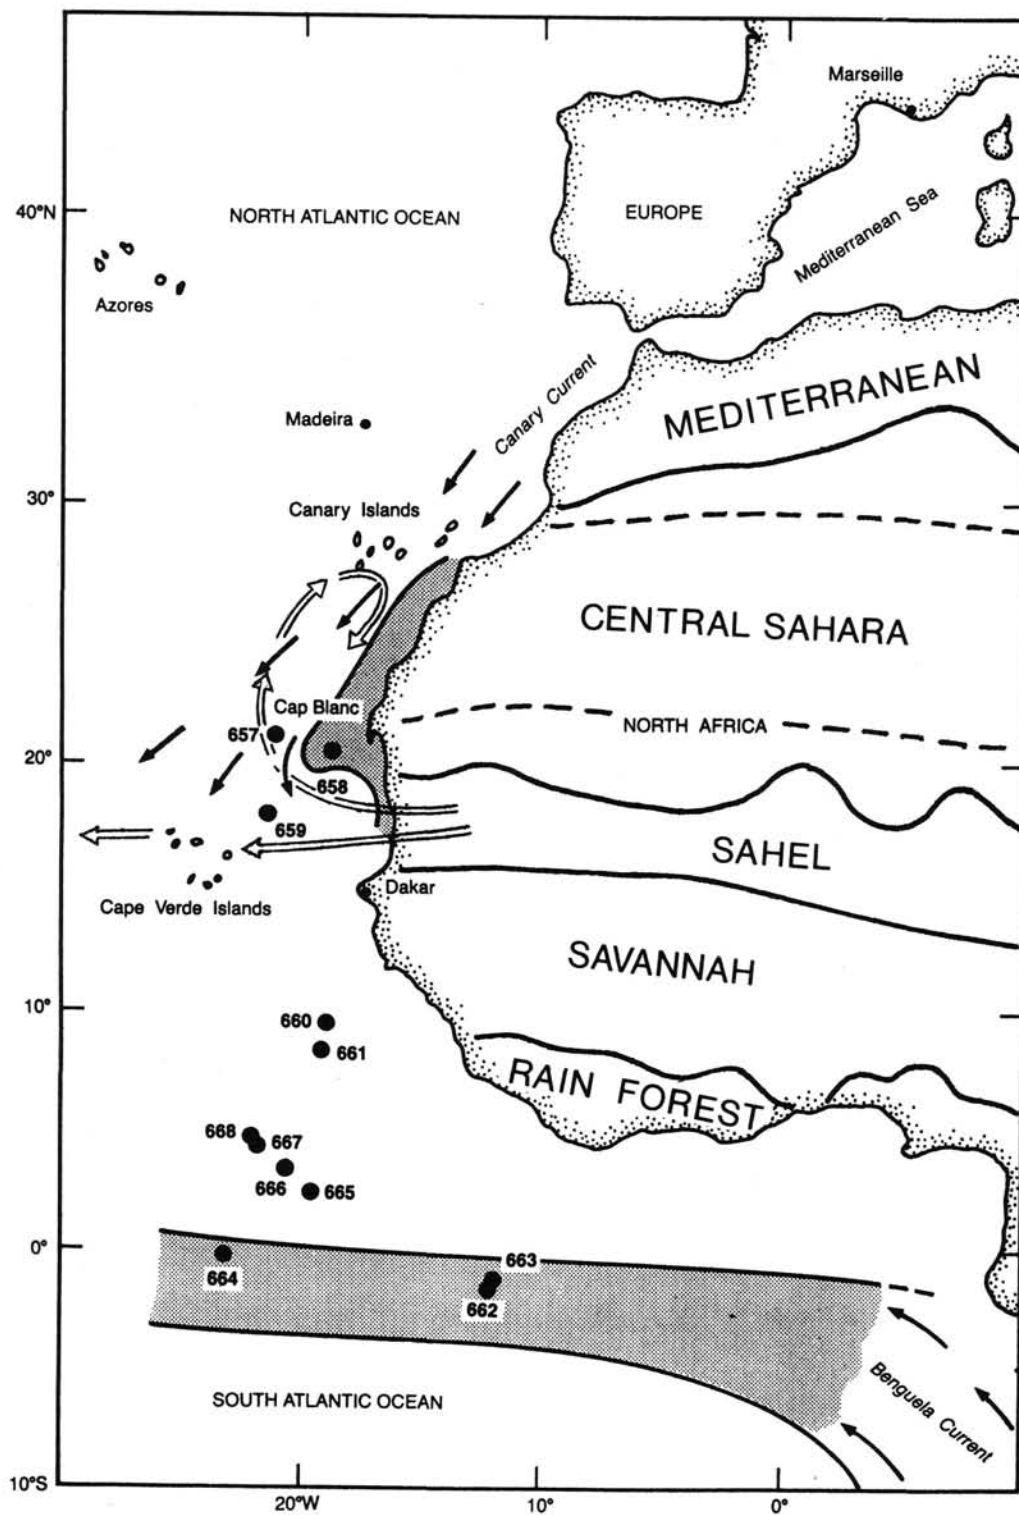 Marseille
40°N
NORTH ATLANTIC OCEAN
EUROPE
Mediterranean Sea
Azores
Canary Current
MEDITERRANEAN
Madeira
30°
Canary Islands
CENTRAL SAHARA
Cap Blanc
657
NORTH AFRICA
20°
658
659
SAHEL
Dakar
Cape Verde Islands
SAVANNAH
10°
660
661
RAIN FOREST
668
667
666
665
0°
663
664
662
Benguela Current
SOUTH ATLANTIC OCEAN
10°S
20°W
10°
0°